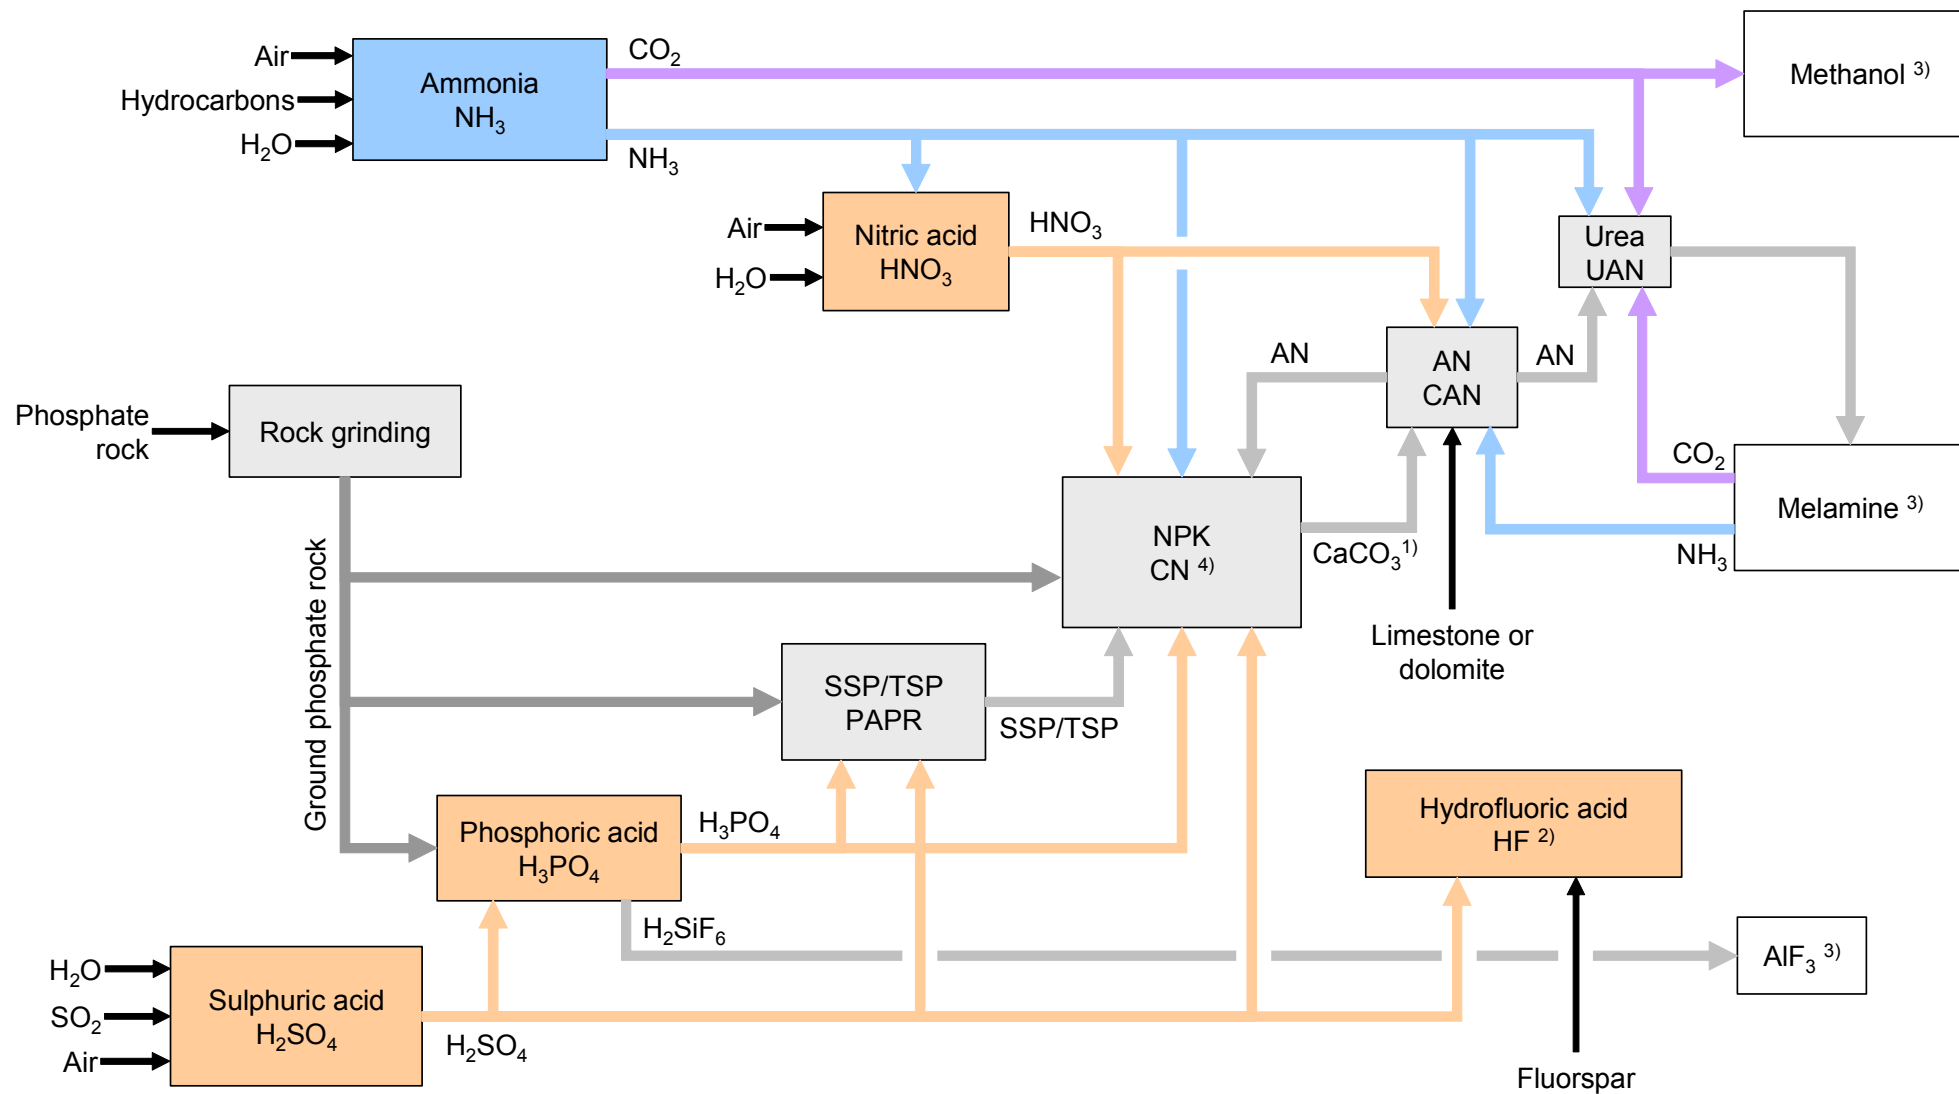 Air
Hydrocarbons
H₂O
Ammonia
NH₃
CO₂
NH₃
Methanol ³⁾
Air
H₂O
Nitric acid
HNO₃
HNO₃
Urea
UAN
AN
AN
CAN
AN
Phosphate
rock
Rock grinding
Ground phosphate rock
NPK
CN ⁴⁾
CaCO₃¹⁾
CO₂
Melamine ³⁾
NH₃
Limestone or
dolomite
SSP/TSP
PAPR
SSP/TSP
Phosphoric acid
H₃PO₄
H₃PO₄
H₂SiF₆
Hydrofluoric acid
HF ²⁾
AlF₃ ³⁾
H₂O
SO₂
Air
Sulphuric acid
H₂SO₄
H₂SO₄
Fluorspar